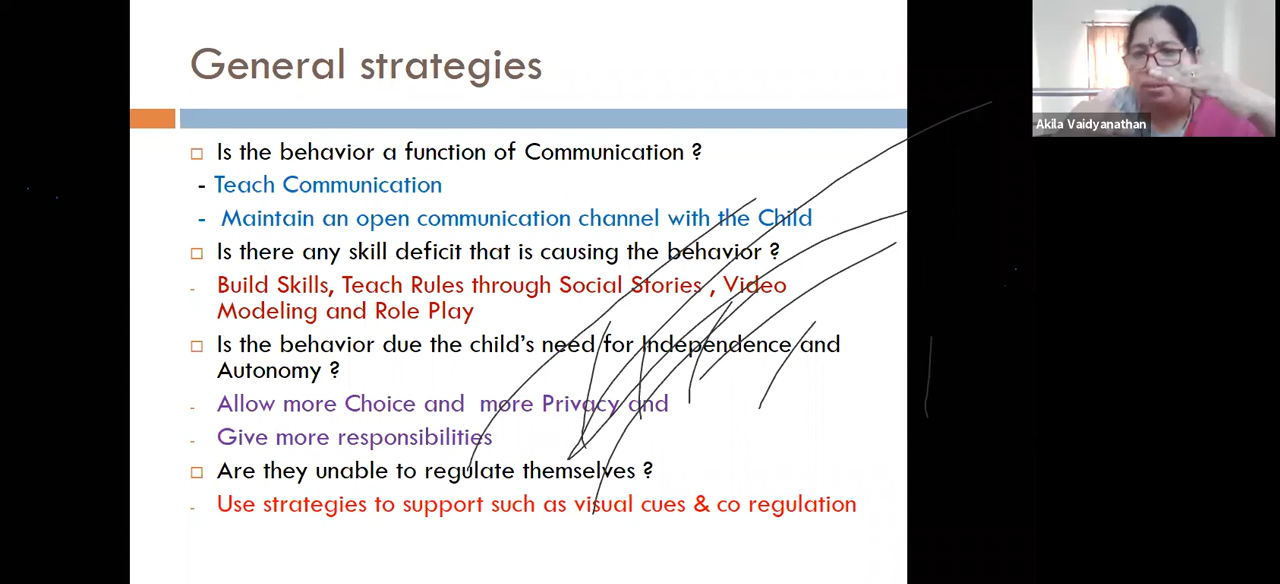 General strategies
Akila Vaidyanathan
Is the behavior a function of Communication ?
- Teach Communication
- Maintain an open communication channel with the Child
Is there any skill deficit that is causing the behavior ?
- Build Skills, Teach Rules through Social Stories , Video
Modeling and Role Play
Is the behavior due the child's need for Independence and
Autonomy ?
- Allow more Choice and more Privacy and
- Give more responsibilities
Are they unable to regulate themselves ?
- Use strategies to support such as visual cues & co regulation